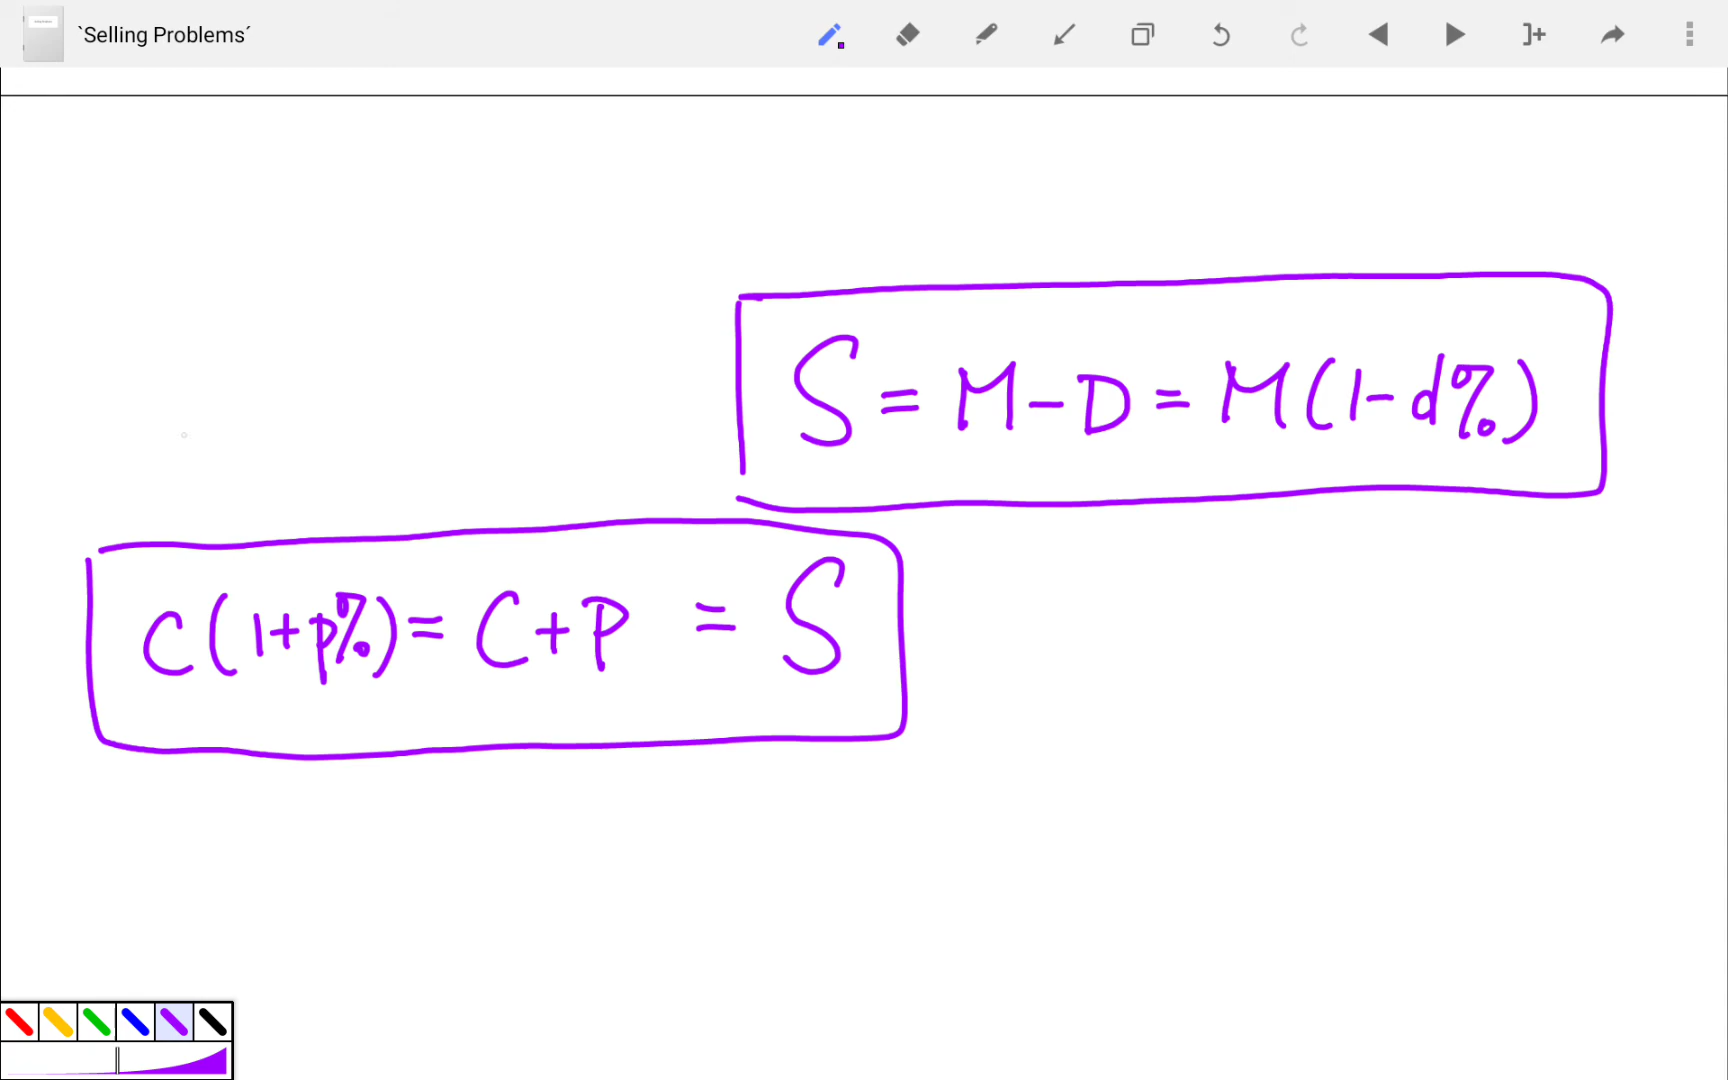 `Selling Problems´
S = M - D = M(1 - d%)
C(1+p%) = C + P = S